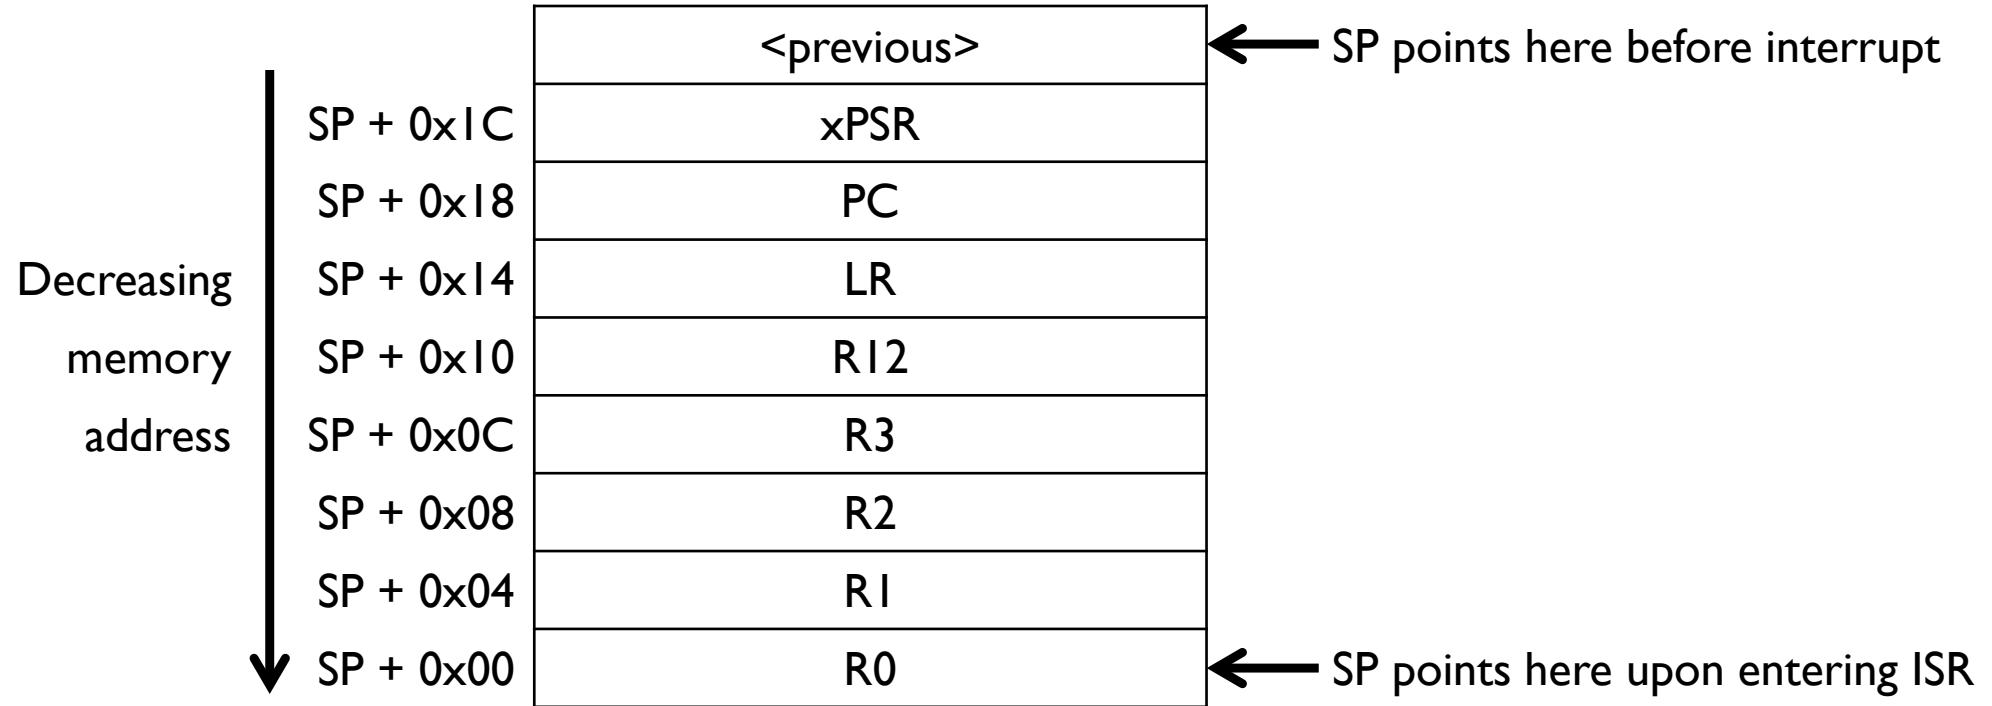 <previous>
SP points here before interrupt
SP + 0x1C
xPSR
SP + 0x18
PC
Decreasing
SP + 0x14
LR
memory
SP + 0x10
R12
address
SP + 0x0C
R3
SP + 0x08
R2
SP + 0x04
R1
SP + 0x00
R0
SP points here upon entering ISR